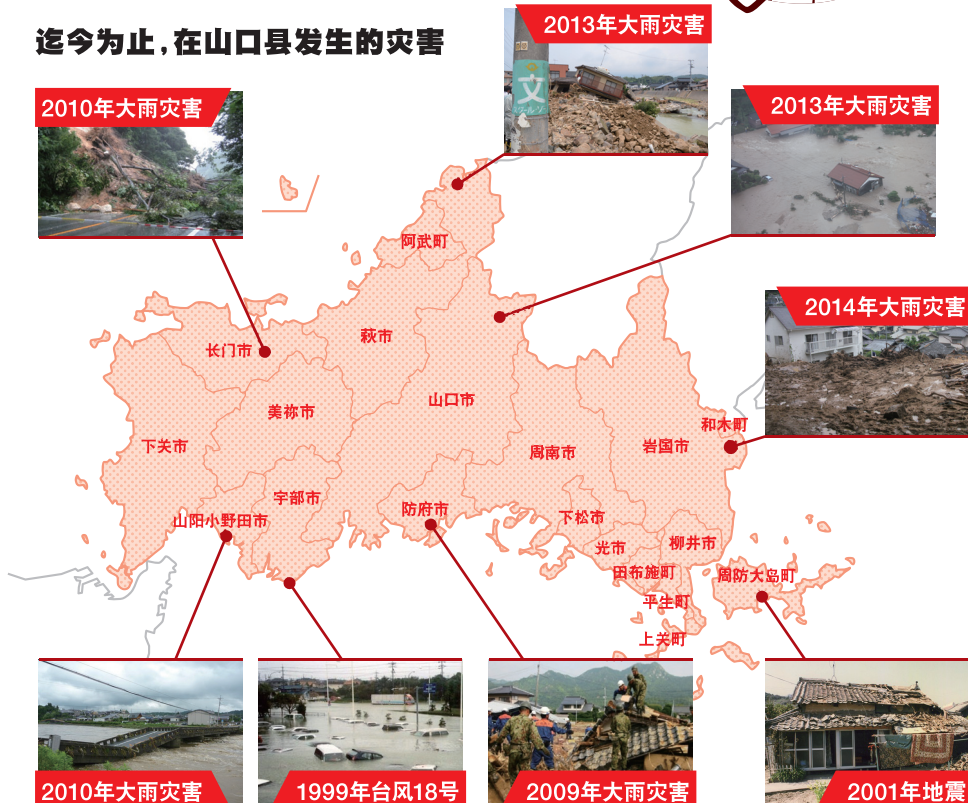 迄今为止,在山口县发生的灾害
2013年大雨灾害
2010年大雨灾害
2013年大雨灾害
2014年大雨灾害
文
阿武町
萩市
长门市
山口市
美祢市
和木町
下关市
周南市
岩国市
宇部市
防府市
山阳小野田市
下松市
光市
柳井市
田布施町
周防大岛町
平生町
上关町
2010年大雨灾害
1999年台风18号
2009年大雨灾害
2001年地震